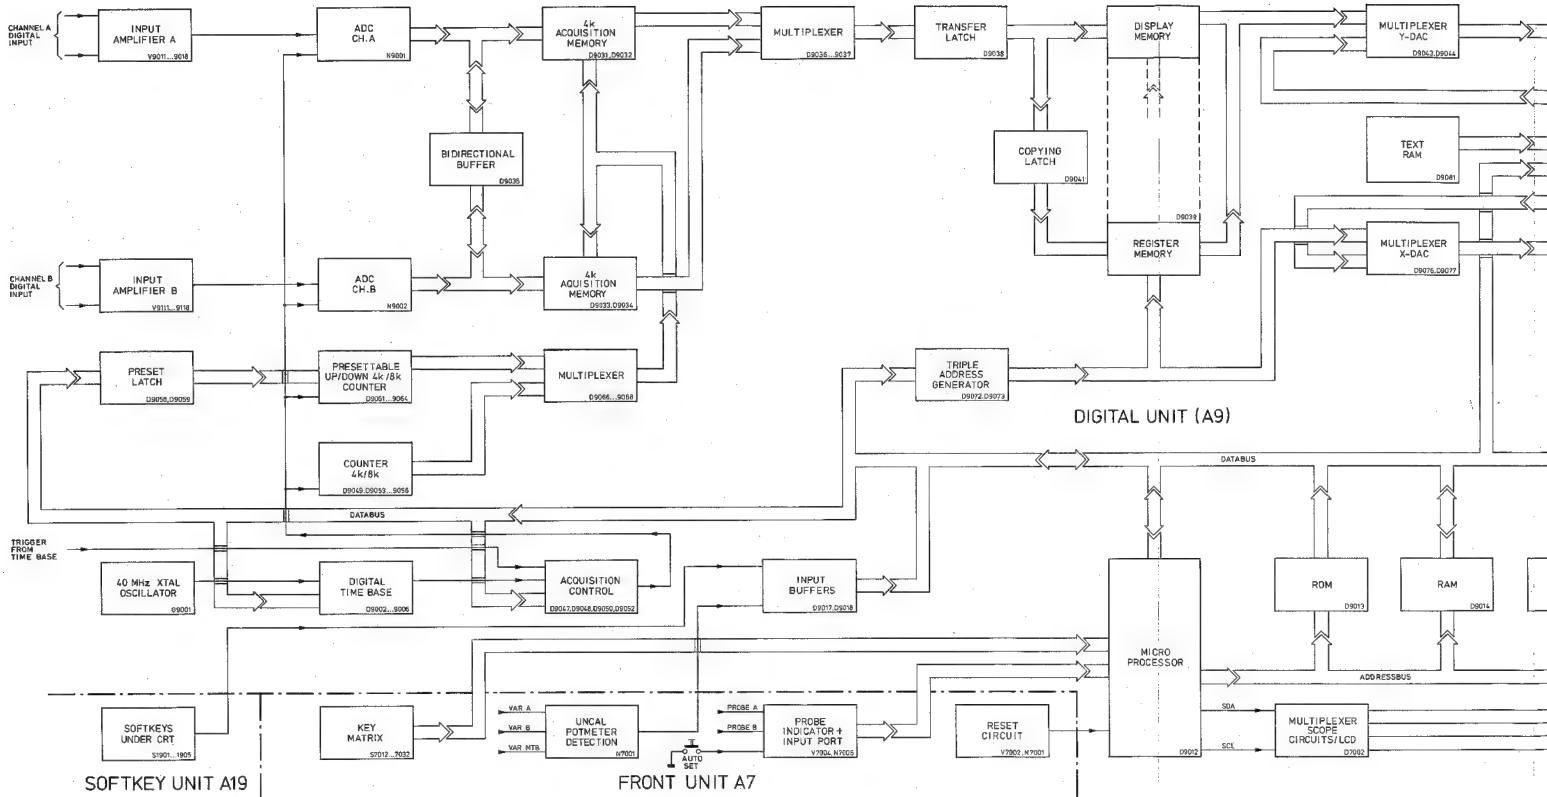 CHANNEL A
DIGITAL
INPUT
INPUT
AMPLIFIER A
V9011...9018
ADC
CH.A
N9001
4k
ACQUISITION
MEMORY
D9031,D9032
MULTIPLEXER
D9036...9037
TRANSFER
LATCH
D9038
DISPLAY
MEMORY
MULTIPLEXER
Y-DAC
D9043,D9044
BIDIRECTIONAL
BUFFER
D9035
COPYING
LATCH
D9041
TEXT
RAM
D9081
D9039
REGISTER
MEMORY
MULTIPLEXER
X-DAC
D9076,D9077
CHANNEL B
DIGITAL
INPUT
INPUT
AMPLIFIER B
V9111...9118
ADC
CH.B
N9002
4k
AQUISITION
MEMORY
D9033,D9034
PRESET
LATCH
D9058,D9059
PRESETTABLE
UP/DOWN 4k/8k
COUNTER
D9061...9064
MULTIPLEXER
D9066...9068
TRIPLE
ADDRESS
GENERATOR
D9072,D9073
DIGITAL UNIT (A9)
COUNTER
4k/8k
D9049,D9053...9056
DATABUS
DATABUS
TRIGGER
FROM
TIME BASE
40 MHz XTAL
OSCILLATOR
G9001
DIGITAL
TIME BASE
D9002...9006
ACQUISITION
CONTROL
D9047,D9048,D9050,D9052
INPUT
BUFFERS
D9017,D9018
MICRO
PROCESSOR
D9012
ROM
D9013
RAM
D9014
ADDRESSBUS
SDA
SCL
MULTIPLEXER
SCOPE
CIRCUITS/LCD
D7002
SOFTKEYS
UNDER CRT
S1901...1905
KEY
MATRIX
S7012...7032
VAR A
VAR B
VAR MTB
UNCAL
POTMETER
DETECTION
N7001
PROBE A
PROBE B
AUTO
SET
PROBE
INDICATOR +
INPUT PORT
V7004,N7005
RESET
CIRCUIT
V7002,N7001
SOFTKEY UNIT A19
FRONT UNIT A7